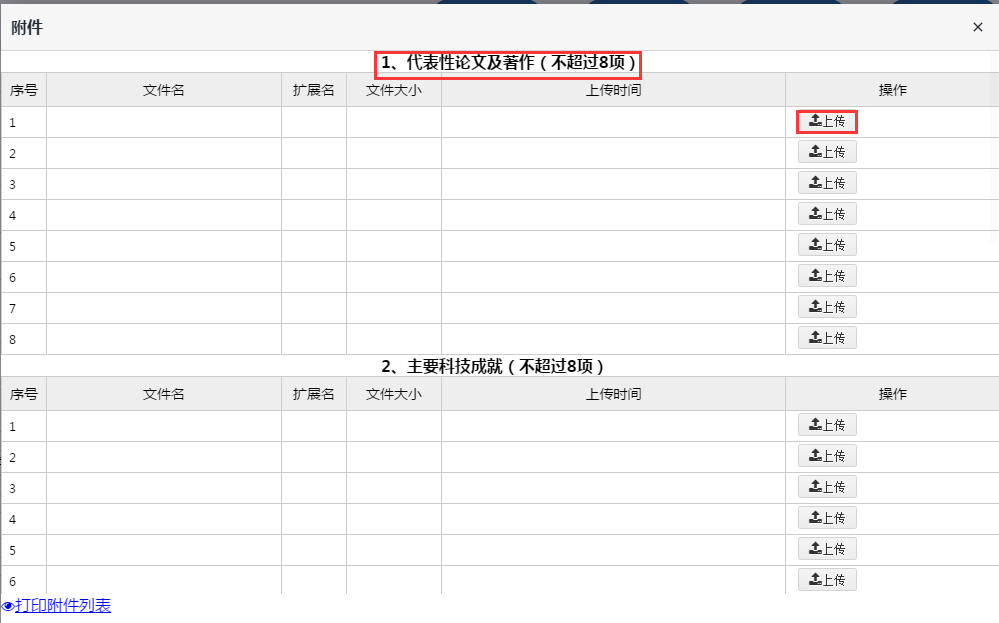 附件 ×
1、代表性论文及著作（不超过8项）
序号 文件名 扩展名 文件大小 上传时间 操作
1 上传
2 上传
3 上传
4 上传
5 上传
6 上传
7 上传
8 上传
2、主要科技成就（不超过8项）
序号 文件名 扩展名 文件大小 上传时间 操作
1 上传
2 上传
3 上传
4 上传
5 上传
6 上传
打印附件列表